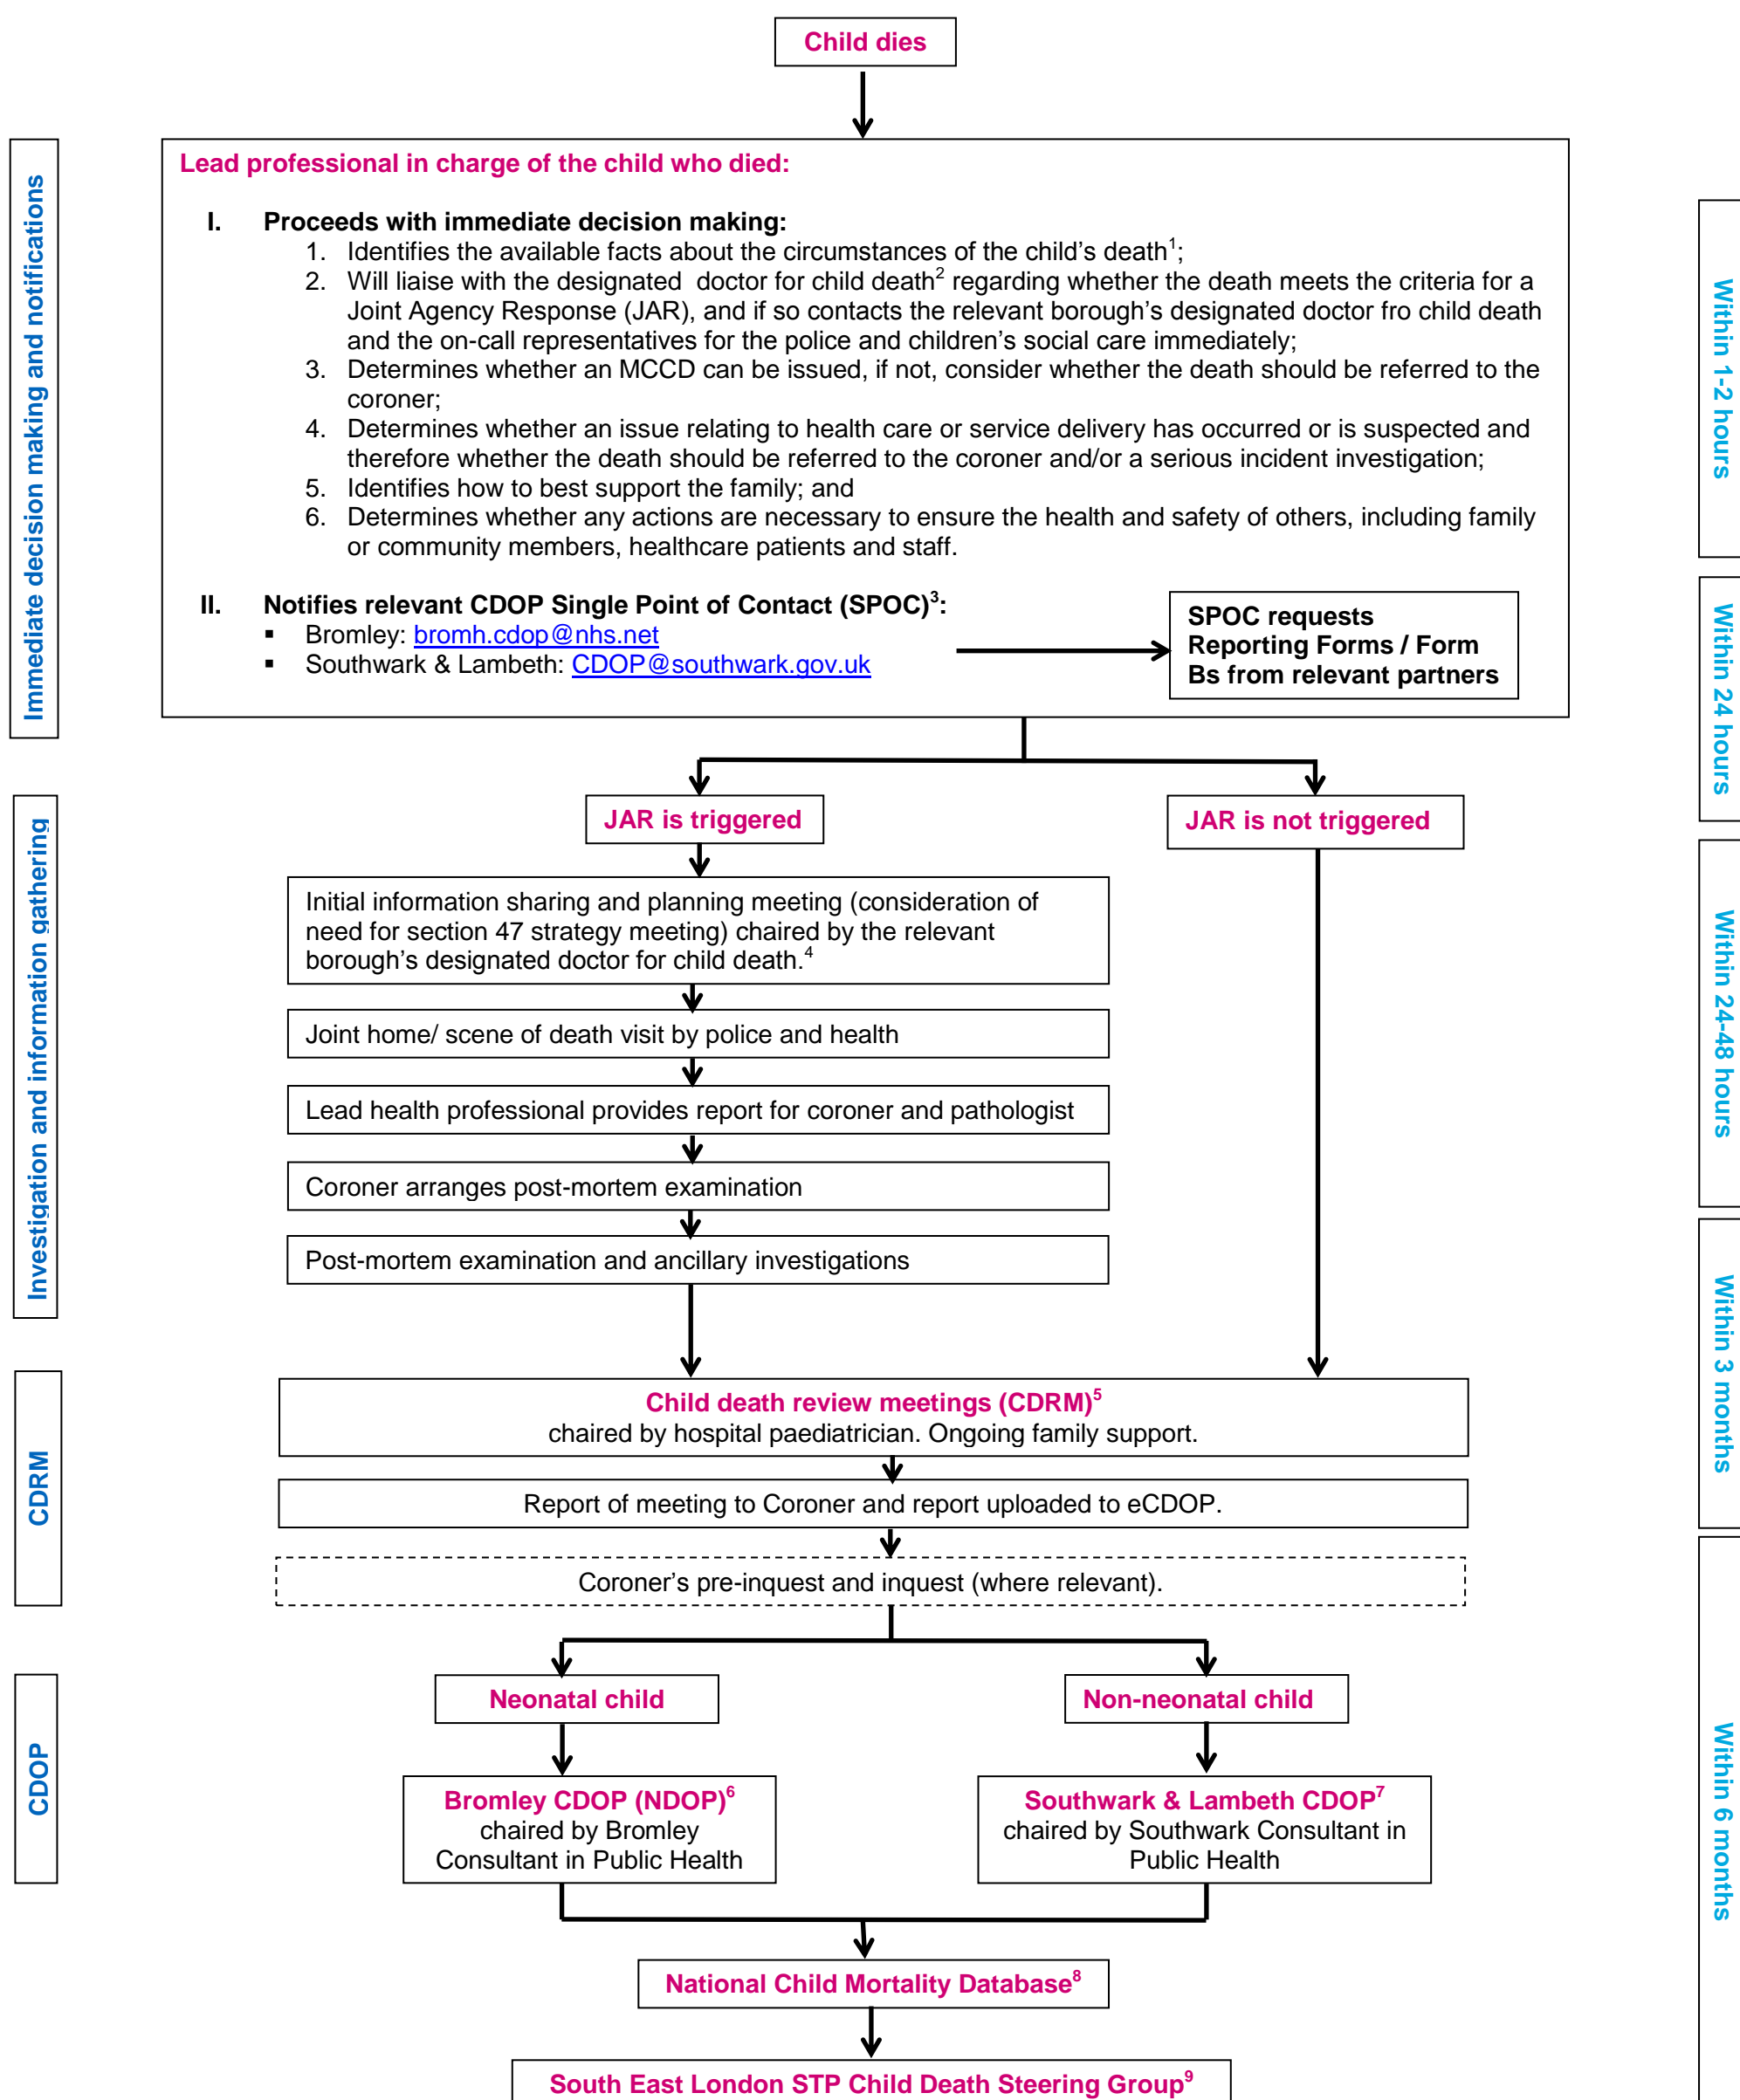 Child dies
Immediate decision making and notifications
Lead professional in charge of the child who died:
I. Proceeds with immediate decision making:
1. Identifies the available facts about the circumstances of the child's death1;
2. Will liaise with the designated doctor for child death2 regarding whether the death meets the criteria for a
Joint Agency Response (JAR), and if so contacts the relevant borough's designated doctor fro child death
and the on-call representatives for the police and children's social care immediately;
3. Determines whether an MCCD can be issued, if not, consider whether the death should be referred to the
coroner;
4. Determines whether an issue relating to health care or service delivery has occurred or is suspected and
therefore whether the death should be referred to the coroner and/or a serious incident investigation;
5. Identifies how to best support the family; and
6. Determines whether any actions are necessary to ensure the health and safety of others, including family
or community members, healthcare patients and staff.
Within 1-2 hours
II. Notifies relevant CDOP Single Point of Contact (SPOC)3:
▪ Bromley: bromh.cdop@nhs.net
▪ Southwark & Lambeth: CDOP@southwark.gov.uk
SPOC requests
Reporting Forms / Form
Bs from relevant partners
Within 24 hours
Investigation and information gathering
JAR is triggered
JAR is not triggered
Initial information sharing and planning meeting (consideration of
need for section 47 strategy meeting) chaired by the relevant
borough's designated doctor for child death.4
Within 24-48 hours
Joint home/ scene of death visit by police and health
Lead health professional provides report for coroner and pathologist
Coroner arranges post-mortem examination
Post-mortem examination and ancillary investigations
Within 3 months
CDRM
Child death review meetings (CDRM)5
chaired by hospital paediatrician. Ongoing family support.
Report of meeting to Coroner and report uploaded to eCDOP.
Coroner's pre-inquest and inquest (where relevant).
Within 6 months
CDOP
Neonatal child
Non-neonatal child
Bromley CDOP (NDOP)6
chaired by Bromley
Consultant in Public Health
Southwark & Lambeth CDOP7
chaired by Southwark Consultant in
Public Health
National Child Mortality Database8
South East London STP Child Death Steering Group9